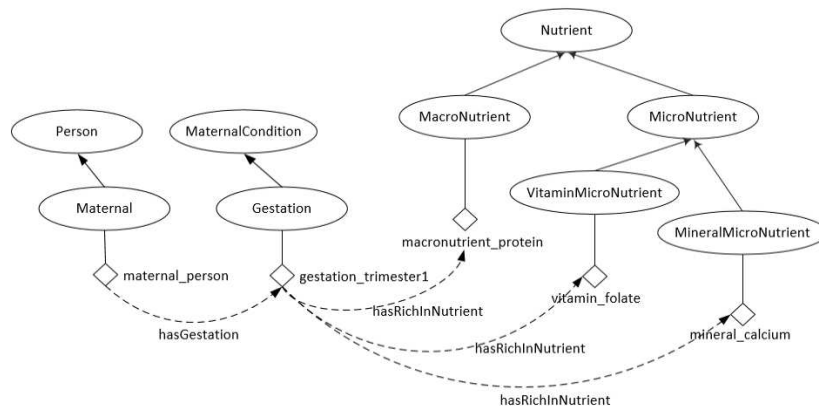 Nutrient
MacroNutrient
MicroNutrient
Person
MaternalCondition
VitaminMicroNutrient
Maternal
Gestation
MineralMicroNutrient
macronutrient_protein
maternal_person
gestation_trimester1
vitamin_folate
hasRichInNutrient
hasGestation
mineral_calcium
hasRichInNutrient
hasRichInNutrient